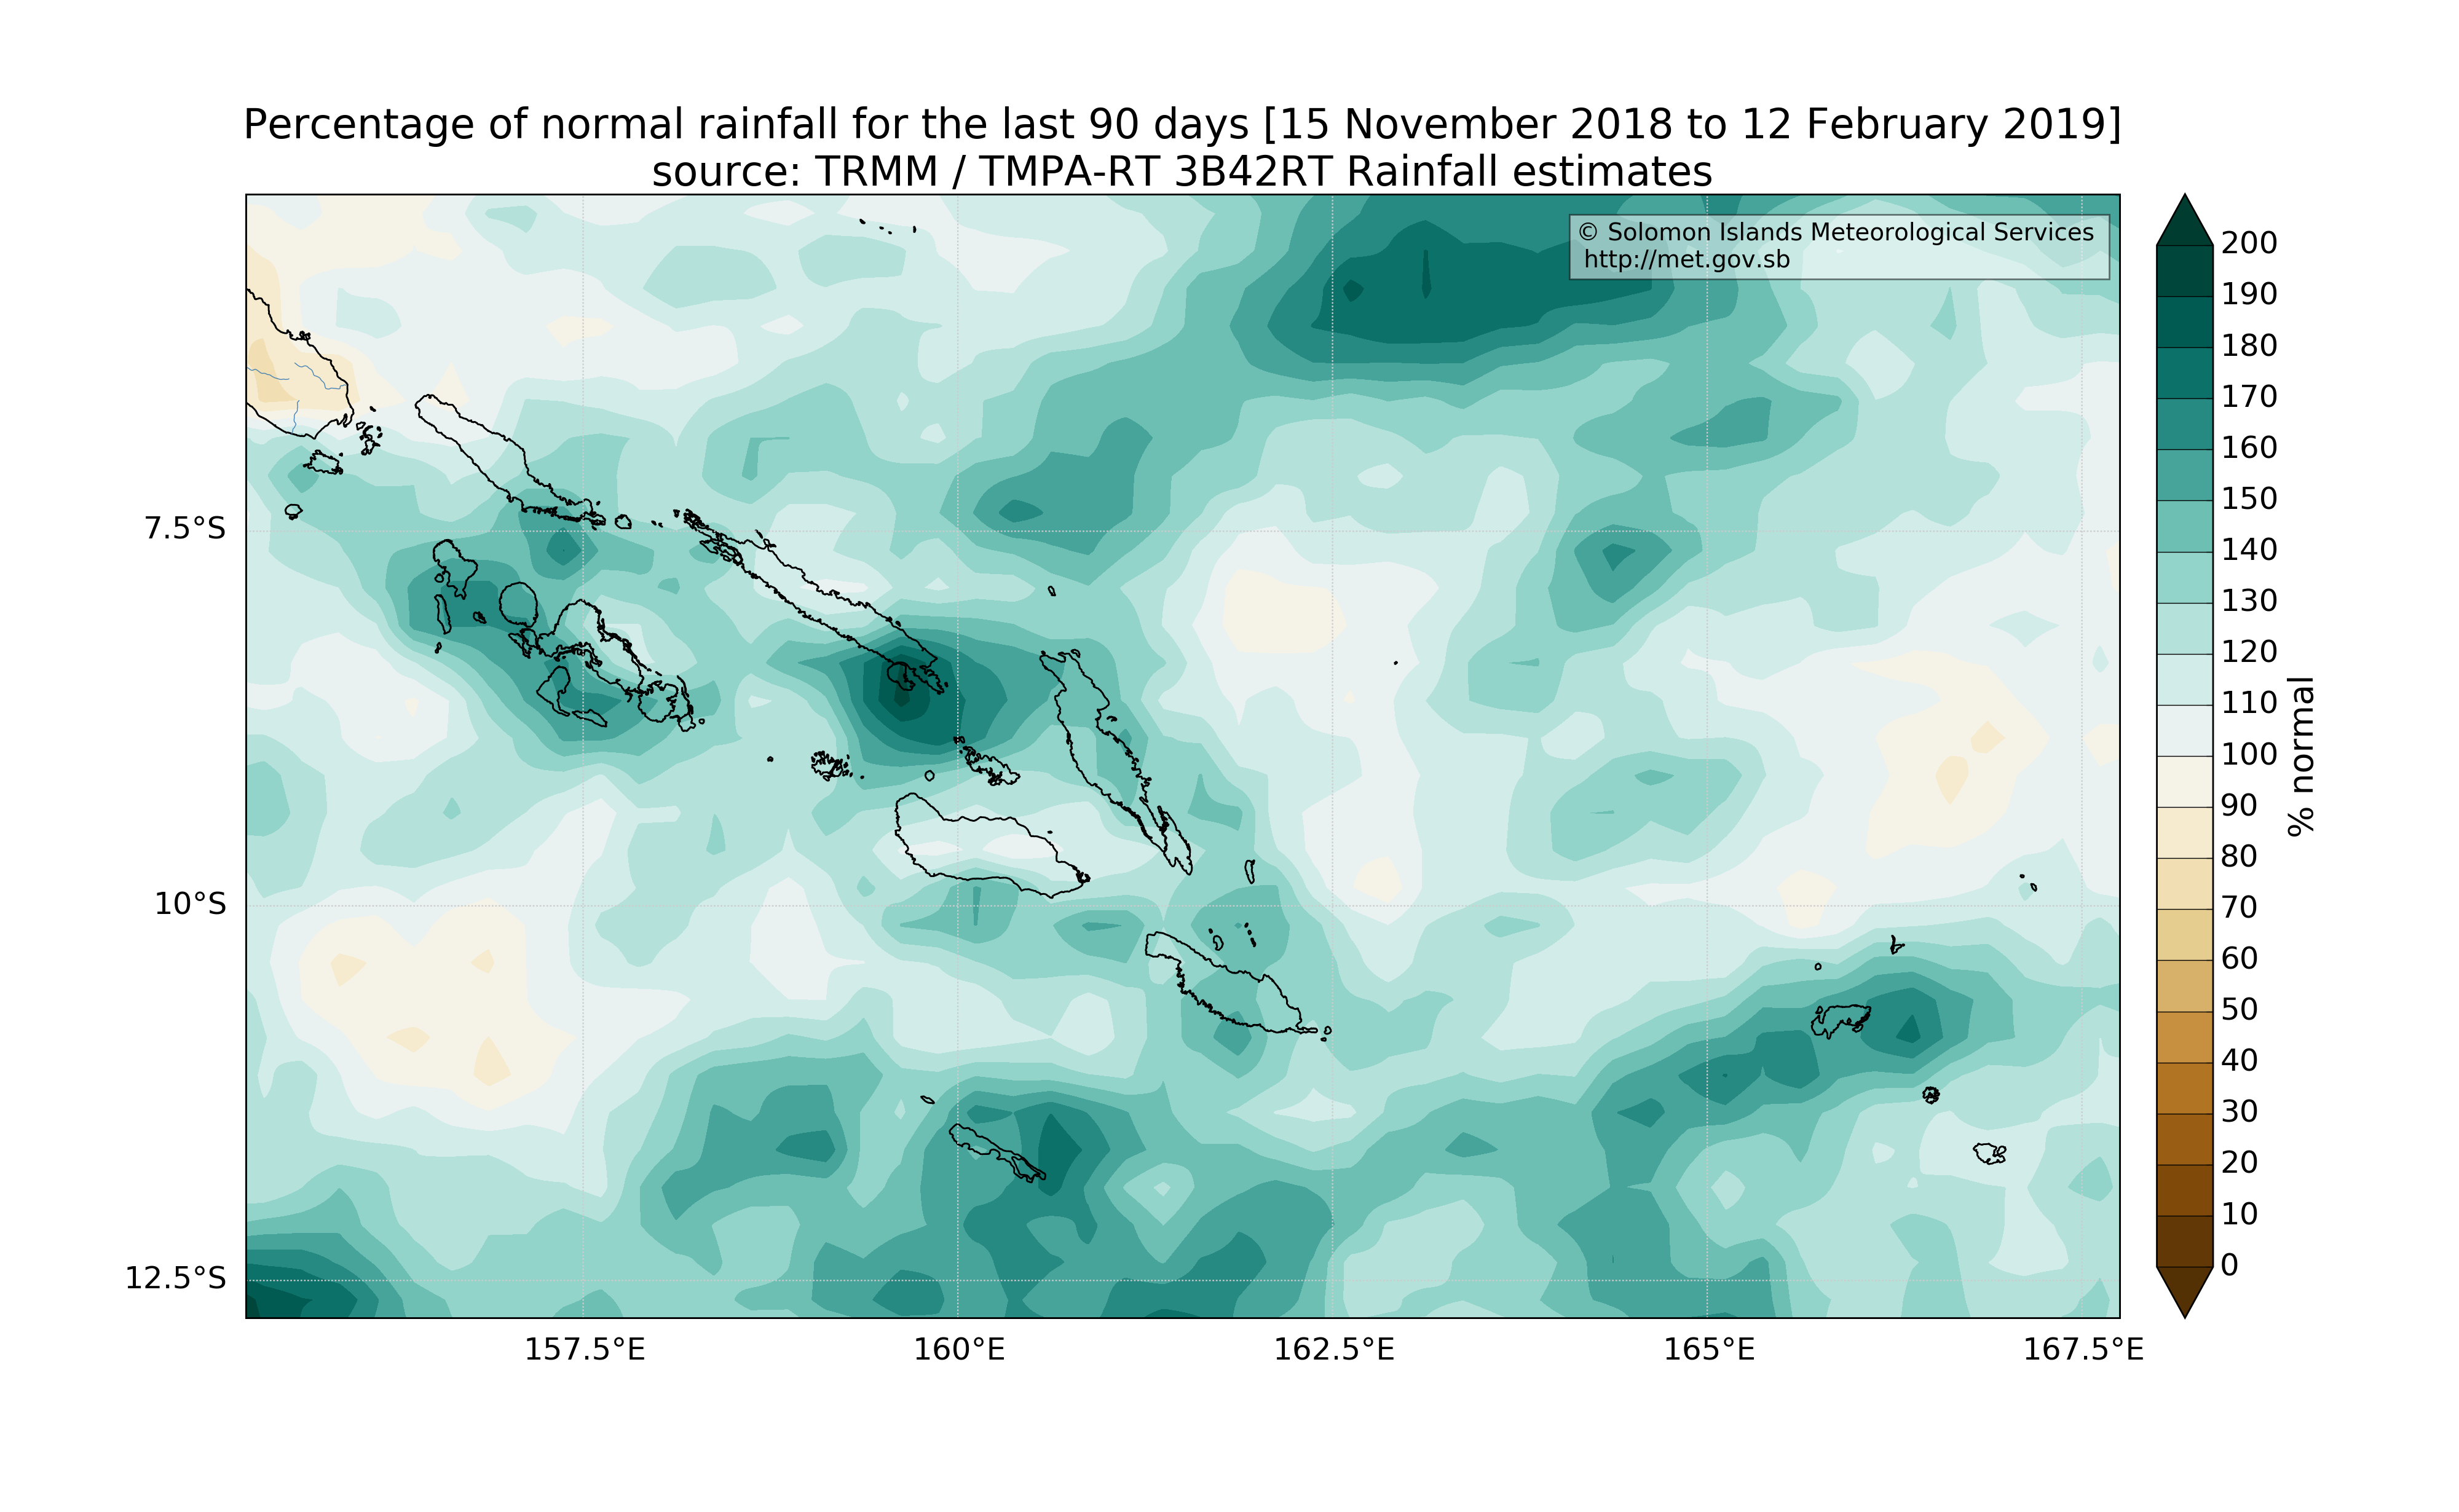 Percentage of normal rainfall for the last 90 days [15 November 2018 to 12 February 2019]
source: TRMM / TMPA-RT 3B42RT Rainfall estimates
© Solomon Islands Meteorological Services
http://met.gov.sb
7.5°S
10°S
12.5°S
157.5°E
160°E
162.5°E
165°E
167.5°E
200
190
180
170
160
150
140
130
120
110
100
90
80
70
60
50
40
30
20
10
0
% normal